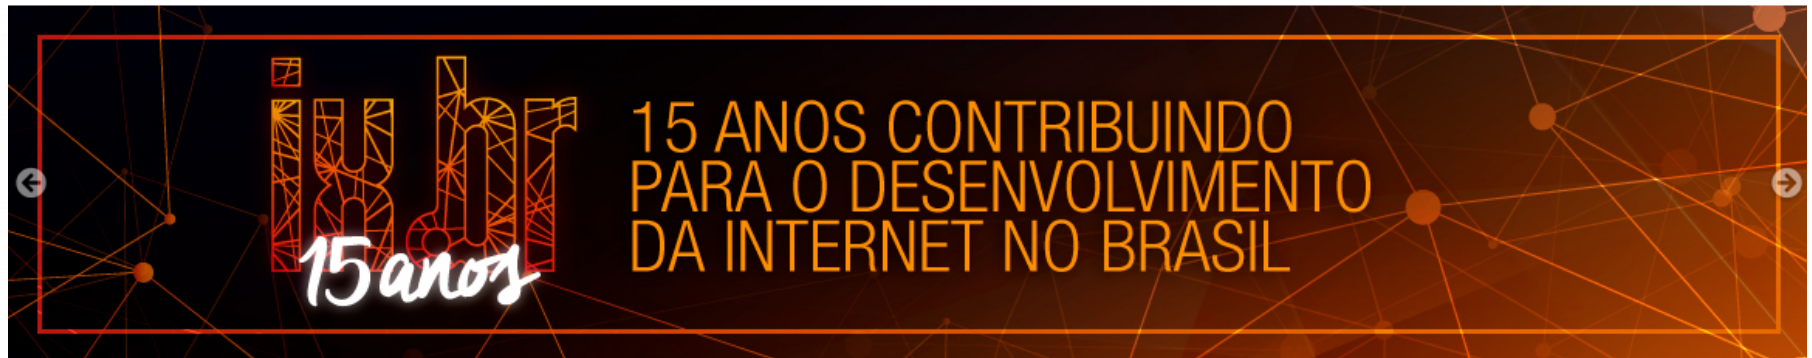 ix.br
15 anos
15 ANOS CONTRIBUINDO
PARA O DESENVOLVIMENTO
DA INTERNET NO BRASIL